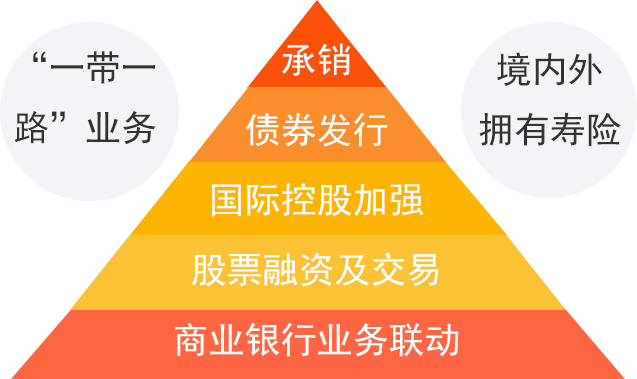 “一带一
路”业务
境内外
拥有寿险
承销
债券发行
国际控股加强
股票融资及交易
商业银行业务联动